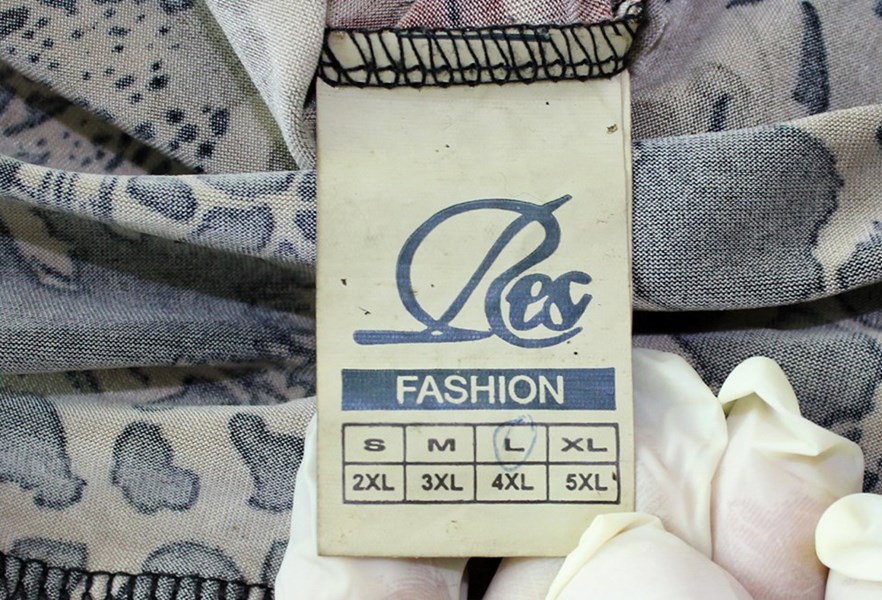 Res
FASHION
S M L XL
2XL 3XL 4XL 5XL